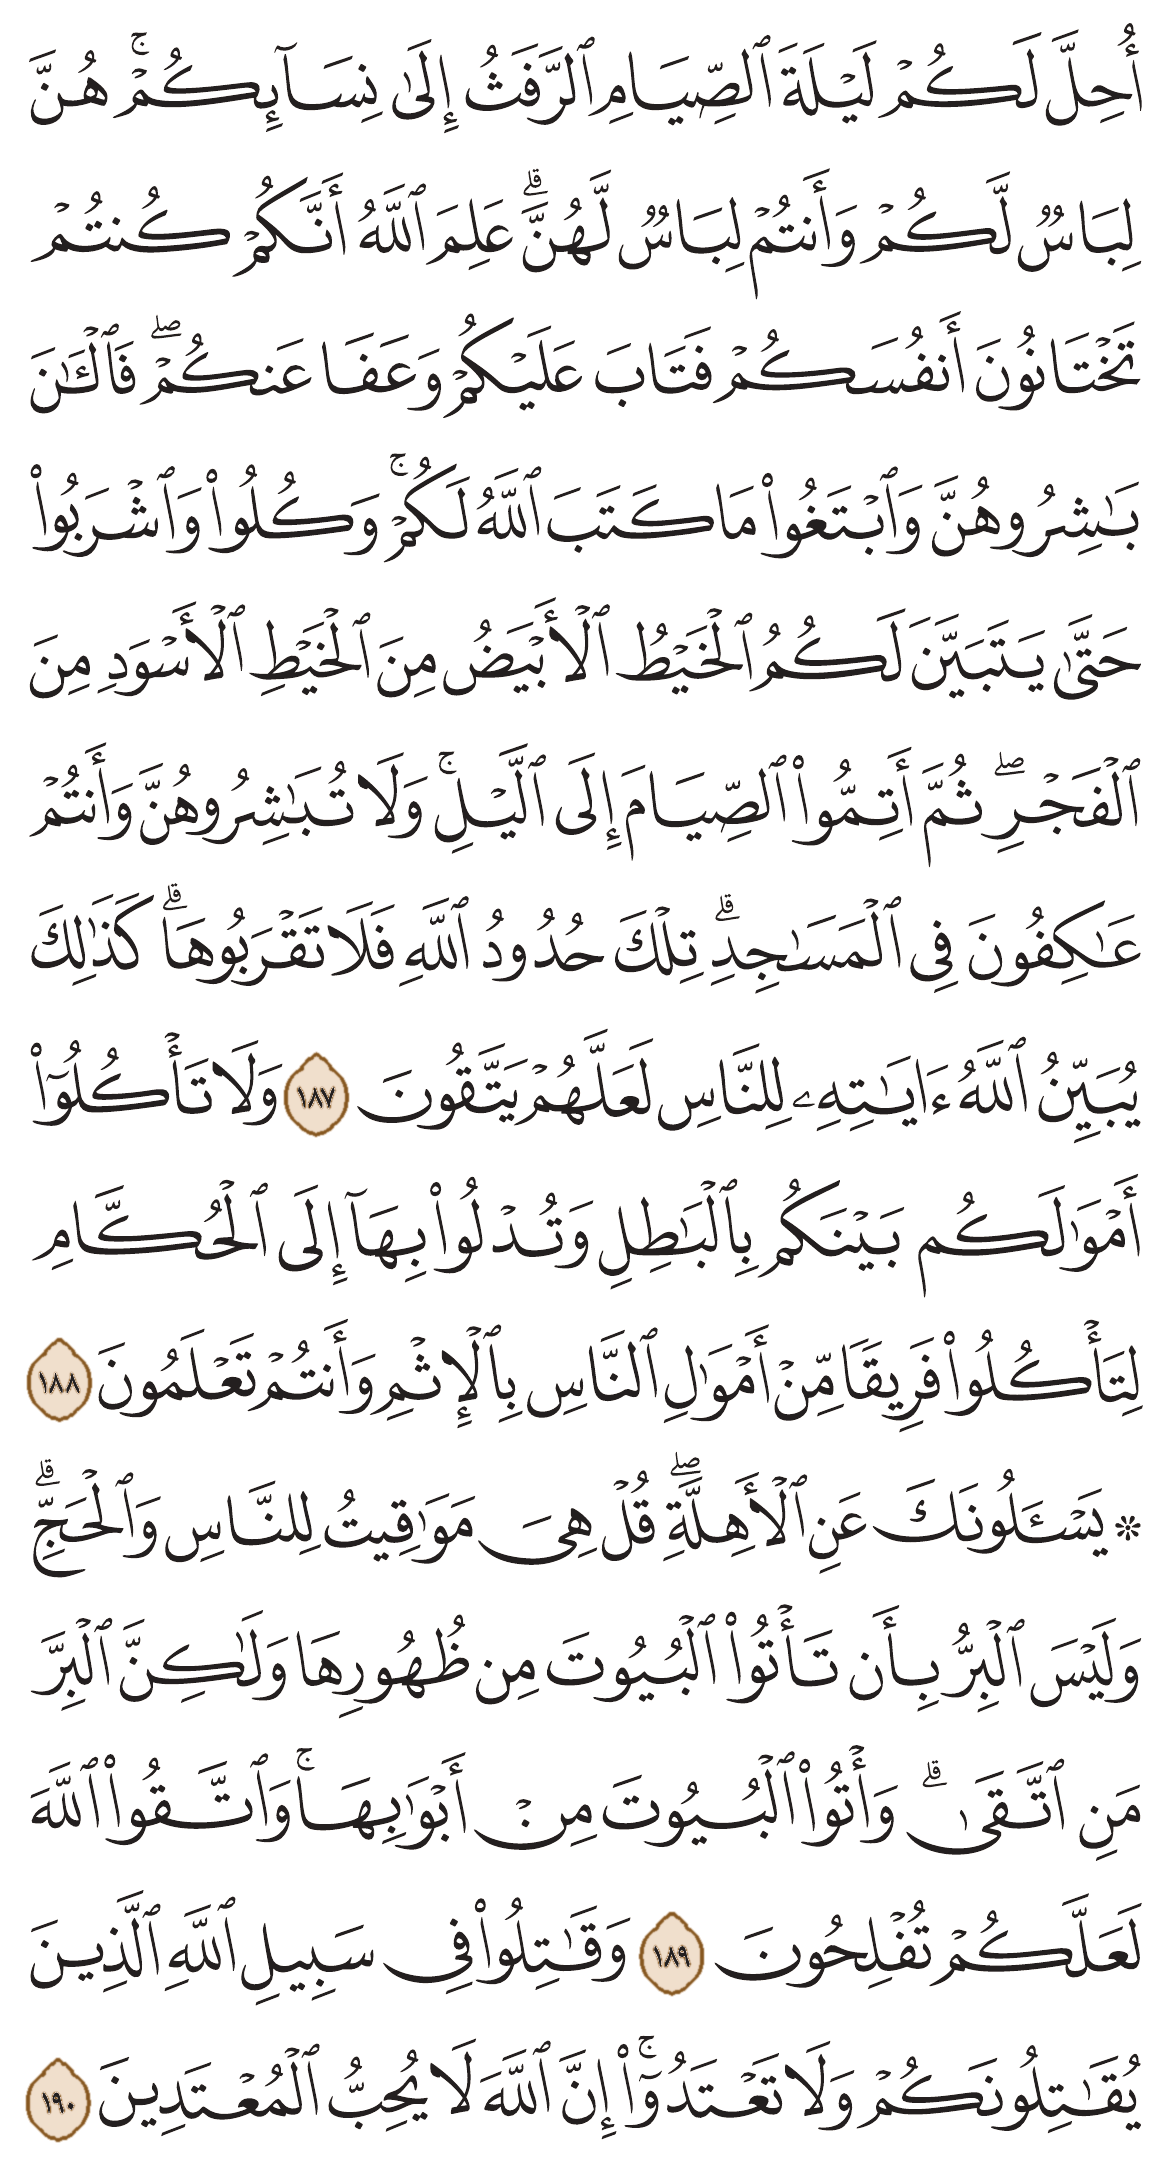 أُحِلَّ لَكُمۡ لَيۡلَةَ ٱلصِّيَامِ ٱلرَّفَثُ إِلَىٰ نِسَآئِكُمۡۚ هُنَّ
لِبَاسٞ لَّكُمۡ وَأَنتُمۡ لِبَاسٞ لَّهُنَّۗ عَلِمَ ٱللَّهُ أَنَّكُمۡ كُنتُمۡ
تَخۡتَانُونَ أَنفُسَكُمۡ فَتَابَ عَلَيۡكُمۡ وَعَفَا عَنكُمۡۖ فَٱلۡـَٰٔنَ
بَٰشِرُوهُنَّ وَٱبۡتَغُواْ مَا كَتَبَ ٱللَّهُ لَكُمۡۚ وَكُلُواْ وَٱشۡرَبُواْ
حَتَّىٰ يَتَبَيَّنَ لَكُمُ ٱلۡخَيۡطُ ٱلۡأَبۡيَضُ مِنَ ٱلۡخَيۡطِ ٱلۡأَسۡوَدِ مِنَ
ٱلۡفَجۡرِۖ ثُمَّ أَتِمُّواْ ٱلصِّيَامَ إِلَى ٱلَّيۡلِۚ وَلَا تُبَٰشِرُوهُنَّ وَأَنتُمۡ
عَٰكِفُونَ فِي ٱلۡمَسَٰجِدِۗ تِلۡكَ حُدُودُ ٱللَّهِ فَلَا تَقۡرَبُوهَاۗ كَذَٰلِكَ
يُبَيِّنُ ٱللَّهُ ءَايَٰتِهِۦ لِلنَّاسِ لَعَلَّهُمۡ يَتَّقُونَ ١٨٧ وَلَا تَأۡكُلُوٓاْ
أَمۡوَٰلَكُم بَيۡنَكُم بِٱلۡبَٰطِلِ وَتُدۡلُواْ بِهَآ إِلَى ٱلۡحُكَّامِ
لِتَأۡكُلُواْ فَرِيقٗا مِّنۡ أَمۡوَٰلِ ٱلنَّاسِ بِٱلۡإِثۡمِ وَأَنتُمۡ تَعۡلَمُونَ ١٨٨
۞ يَسۡـَٔلُونَكَ عَنِ ٱلۡأَهِلَّةِۖ قُلۡ هِيَ مَوَٰقِيتُ لِلنَّاسِ وَٱلۡحَجِّۗ
وَلَيۡسَ ٱلۡبِرُّ بِأَن تَأۡتُواْ ٱلۡبُيُوتَ مِن ظُهُورِهَا وَلَٰكِنَّ ٱلۡبِرَّ
مَنِ ٱتَّقَىٰۗ وَأۡتُواْ ٱلۡبُيُوتَ مِنۡ أَبۡوَٰبِهَاۚ وَٱتَّقُواْ ٱللَّهَ
لَعَلَّكُمۡ تُفۡلِحُونَ ١٨٩ وَقَٰتِلُواْ فِي سَبِيلِ ٱللَّهِ ٱلَّذِينَ
يُقَٰتِلُونَكُمۡ وَلَا تَعۡتَدُوٓاْۚ إِنَّ ٱللَّهَ لَا يُحِبُّ ٱلۡمُعۡتَدِينَ ١٩٠